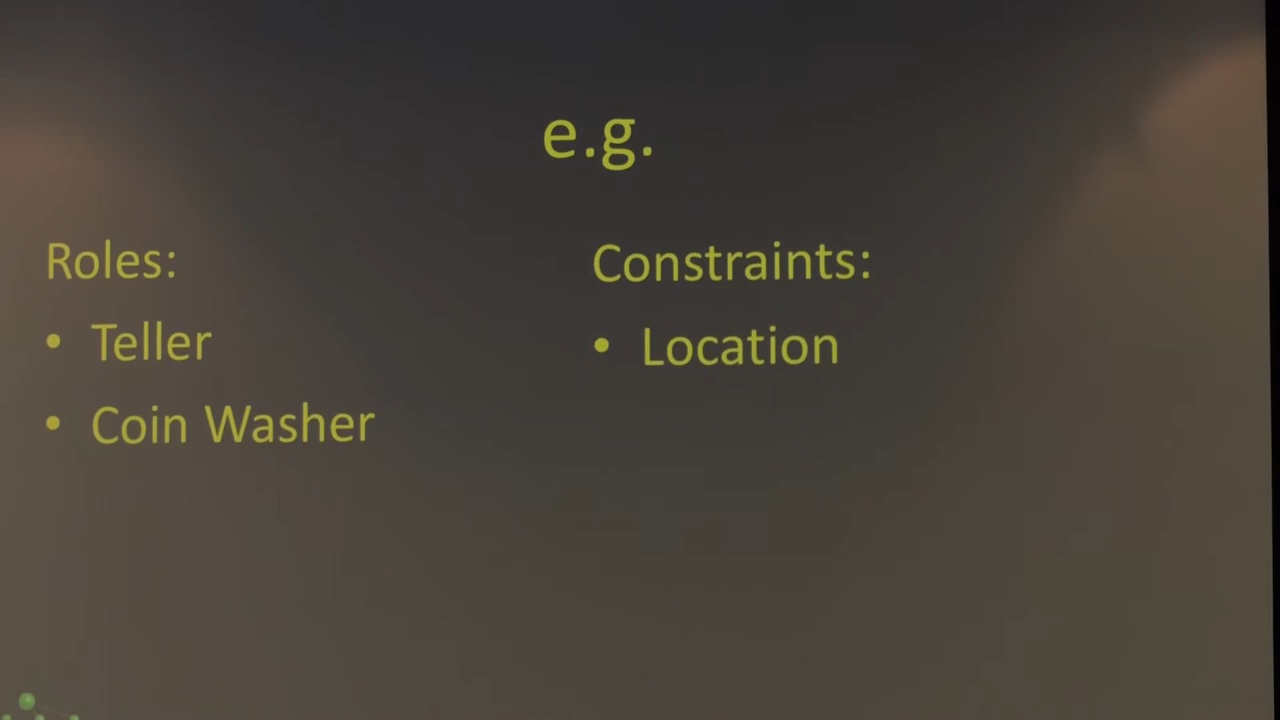 e.g.
Roles:
• Teller
• Coin Washer
Constraints:
• Location